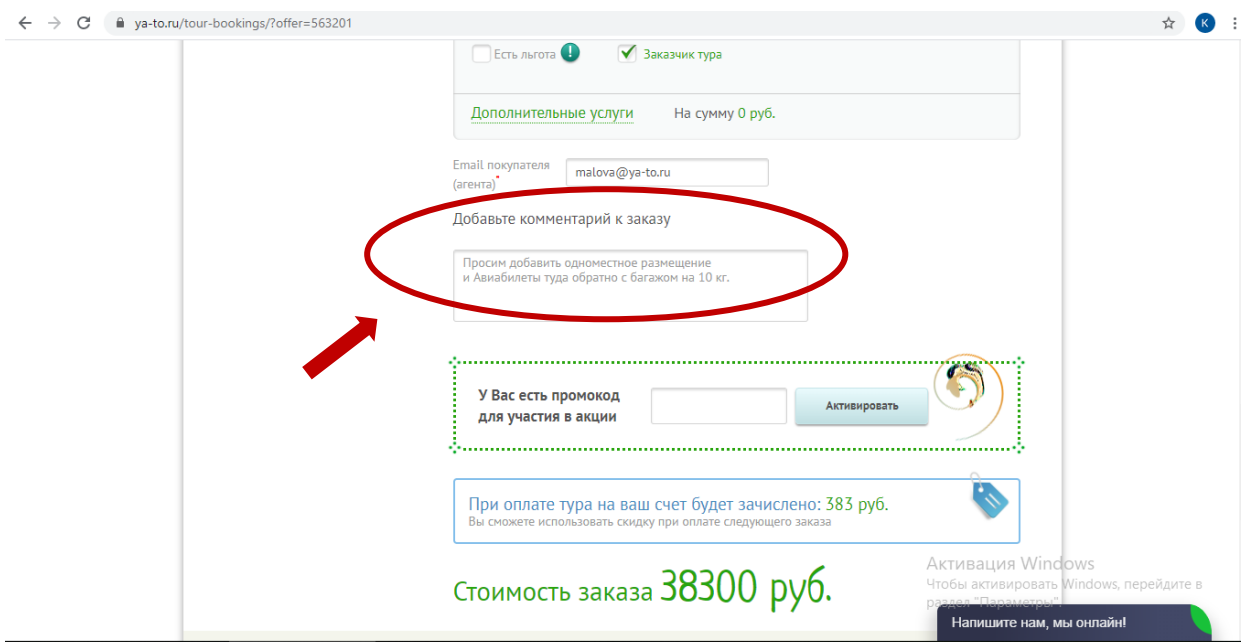 ya-to.ru/tour-bookings/?offer=563201
K
Есть льгота
!
Заказчик тура
Дополнительные услуги На сумму 0 руб.
Email покупателя
(агента)*
malova@ya-to.ru
Добавьте комментарий к заказу
Просим добавить одноместное размещение
и Авиабилеты туда обратно с багажом на 10 кг.
У Вас есть промокод
для участия в акции
Активировать
При оплате тура на ваш счет будет зачислено: 383 руб.
Вы сможете использовать скидку при оплате следующего заказа
Стоимость заказа 38300 руб.
Активация Windows
Чтобы активировать Windows, перейдите в
раздел "Параметры".
Напишите нам, мы онлайн!